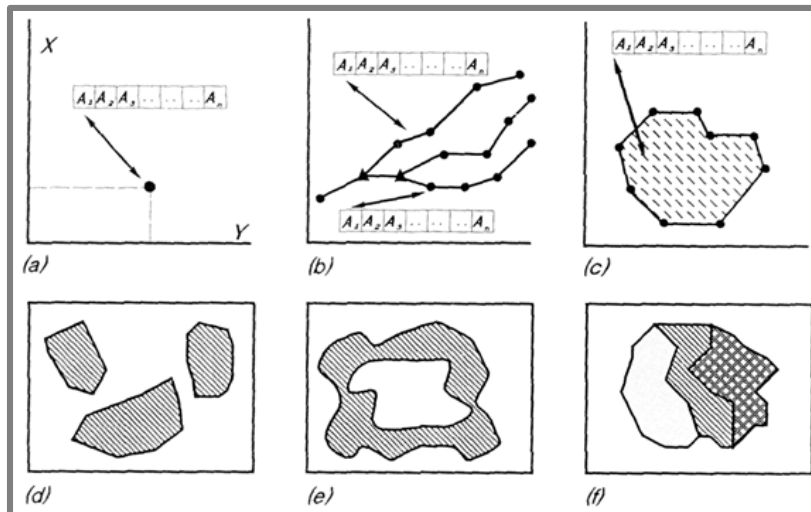 X
A₁ A₂ A₃ .. .. .. .. Aₙ
Y
(a)
A₁ A₂ A₃ .. .. .. .. Aₙ
A₁ A₂ A₃ .. .. .. .. Aₙ
(b)
A₁ A₂ A₃ .. .. .. .. Aₙ
(c)
(d)
(e)
(f)